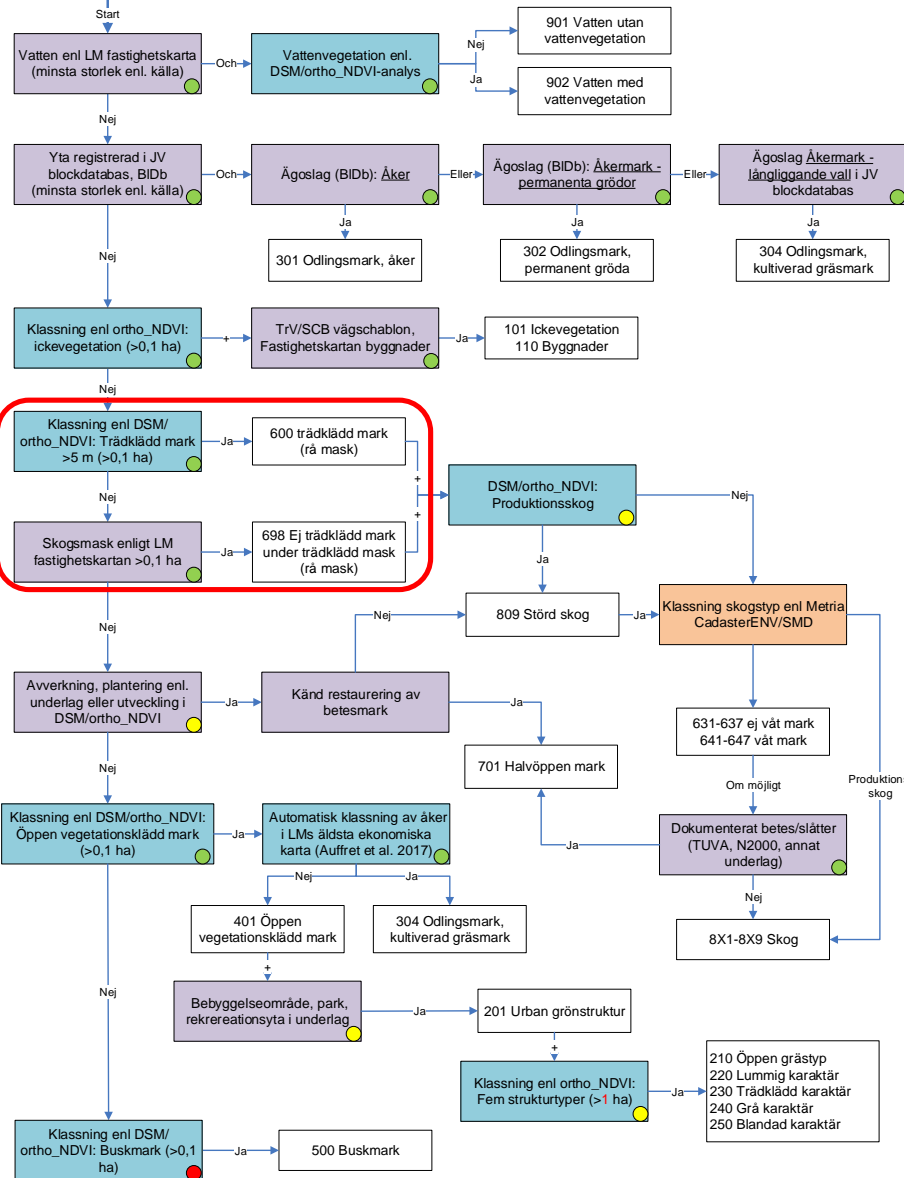 Start
Vatten enl LM fastighetskarta
(minsta storlek enl. källa)
Och
Vattenvegetation enl.
DSM/ortho_NDVI-analys
Nej
901 Vatten utan
vattenvegetation
Ja
902 Vatten med
vattenvegetation
Nej
Yta registrerad i JV
blockdatabas, BIDb
(minsta storlek enl. källa)
Och
Ägoslag (BIDb): Åker
Eller
Ägoslag (BIDb): Åkermark -
permanenta grödor
Eller
Ägoslag Åkermark -
långliggande vall i JV
blockdatabas
Ja
Ja
Ja
301 Odlingsmark, åker
302 Odlingsmark,
permanent gröda
304 Odlingsmark,
kultiverad gräsmark
Nej
Klassning enl ortho_NDVI:
ickevegetation (>0,1 ha)
+
TrV/SCB vägschablon,
Fastighetskartan byggnader
Ja
101 Ickevegetation
110 Byggnader
Nej
Klassning enl DSM/
ortho_NDVI: Trädklädd mark
>5 m (>0,1 ha)
Ja
600 trädklädd mark
(rå mask)
+
Nej
+
Skogsmask enligt LM
fastighetskartan >0,1 ha
Ja
698 Ej trädklädd mark
under trädklädd mask
(rå mask)
DSM/ortho_NDVI:
Produktionsskog
Nej
Ja
809 Störd skog
Ja
Klassning skogstyp enl Metria
CadasterENV/SMD
Nej
Nej
Avverkning, plantering enl.
underlag eller utveckling i
DSM/ortho_NDVI
Ja
Känd restaurering av
betesmark
Ja
701 Halvöppen mark
631-637 ej våt mark
641-647 våt mark
Om möjligt
Produktions
skog
Nej
Klassning enl DSM/ortho_NDVI:
Öppen vegetationsklädd mark
(>0,1 ha)
Ja
Automatisk klassning av åker
i LMs äldsta ekonomiska
karta (Auffret et al. 2017)
Ja
Dokumenterat betes/slåtter
(TUVA, N2000, annat
underlag)
Nej
Ja
Nej
401 Öppen
vegetationsklädd mark
304 Odlingsmark,
kultiverad gräsmark
8X1-8X9 Skog
+
Nej
Bebyggelseområde, park,
rekrereationsyta i underlag
Ja
201 Urban grönstruktur
+
Klassning enl ortho_NDVI:
Fem strukturtyper (>1 ha)
Ja
210 Öppen grästyp
220 Lummig karaktär
230 Trädklädd karaktär
240 Grå karaktär
250 Blandad karaktär
Klassning enl DSM/
ortho_NDVI: Buskmark (>0,1
ha)
Ja
500 Buskmark